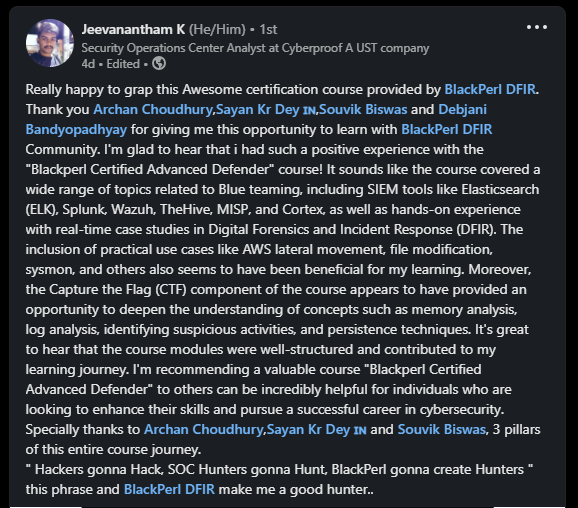 Jeevanantham K (He/Him) • 1st
Security Operations Center Analyst at Cyberproof A UST company
4d • Edited •
Really happy to grap this Awesome certification course provided by BlackPerl DFIR.
Thank you Archan Choudhury,Sayan Kr Dey IN,Souvik Biswas and Debjani
Bandyopadhyay for giving me this opportunity to learn with BlackPerl DFIR
Community. I'm glad to hear that i had such a positive experience with the
"Blackperl Certified Advanced Defender" course! It sounds like the course covered a
wide range of topics related to Blue teaming, including SIEM tools like Elasticsearch
(ELK), Splunk, Wazuh, TheHive, MISP, and Cortex, as well as hands-on experience
with real-time case studies in Digital Forensics and Incident Response (DFIR). The
inclusion of practical use cases like AWS lateral movement, file modification,
sysmon, and others also seems to have been beneficial for my learning. Moreover,
the Capture the Flag (CTF) component of the course appears to have provided an
opportunity to deepen the understanding of concepts such as memory analysis,
log analysis, identifying suspicious activities, and persistence techniques. It's great
to hear that the course modules were well-structured and contributed to my
learning journey. I'm recommending a valuable course "Blackperl Certified
Advanced Defender" to others can be incredibly helpful for individuals who are
looking to enhance their skills and pursue a successful career in cybersecurity.
Specially thanks to Archan Choudhury,Sayan Kr Dey IN and Souvik Biswas, 3 pillars
of this entire course journey.
" Hackers gonna Hack, SOC Hunters gonna Hunt, BlackPerl gonna create Hunters "
this phrase and BlackPerl DFIR make me a good hunter..